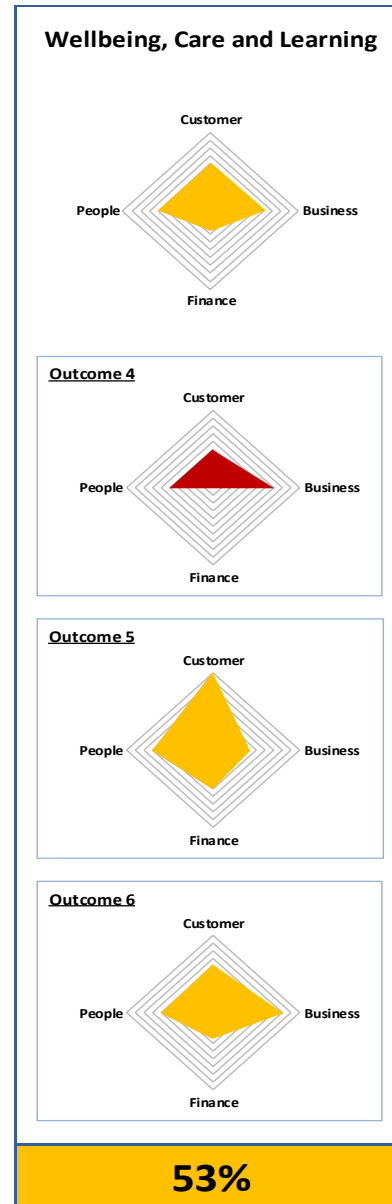 Wellbeing, Care and Learning
Customer
People
Business
Finance
Outcome 4
Customer
People
Business
Finance
Outcome 5
Customer
People
Business
Finance
Outcome 6
Customer
People
Business
Finance
53%